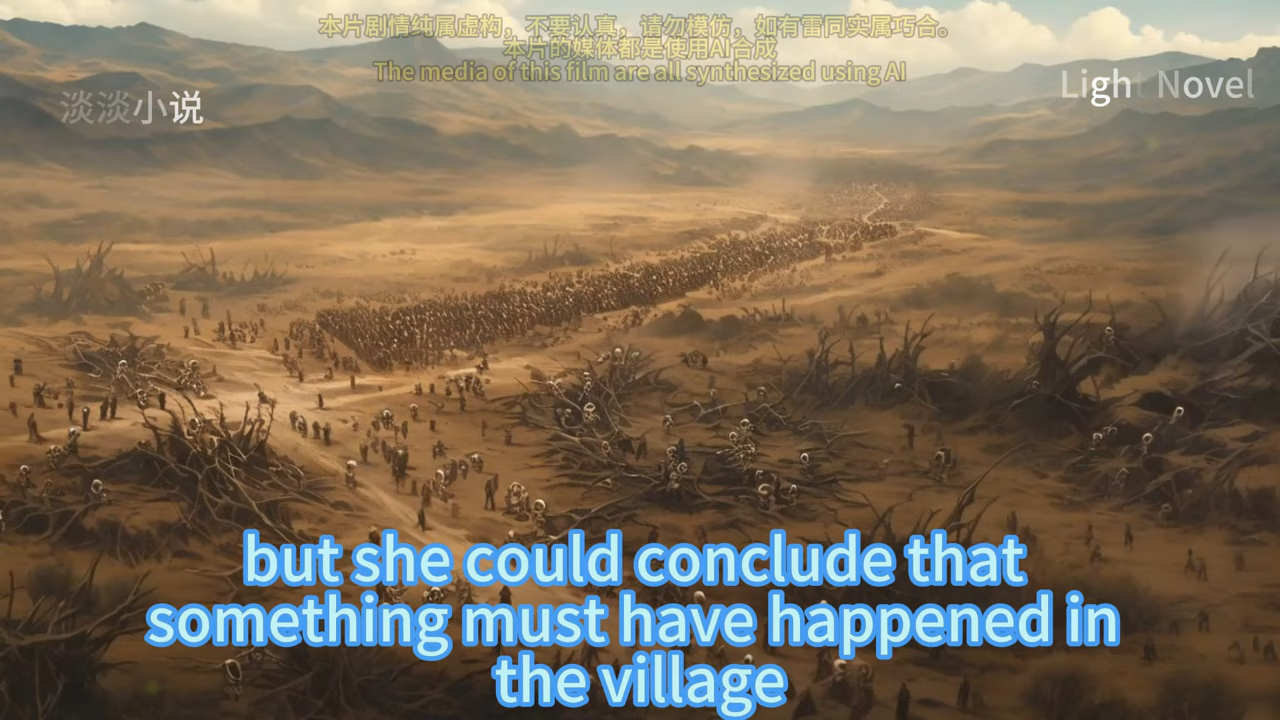 本片剧情纯属虚构，不要认真，请勿模仿，如有雷同实属巧合。
本片的媒体都是使用AI合成
The media of this film are all synthesized using AI
淡淡小说
Light Novel
but she could conclude that
something must have happened in
the village